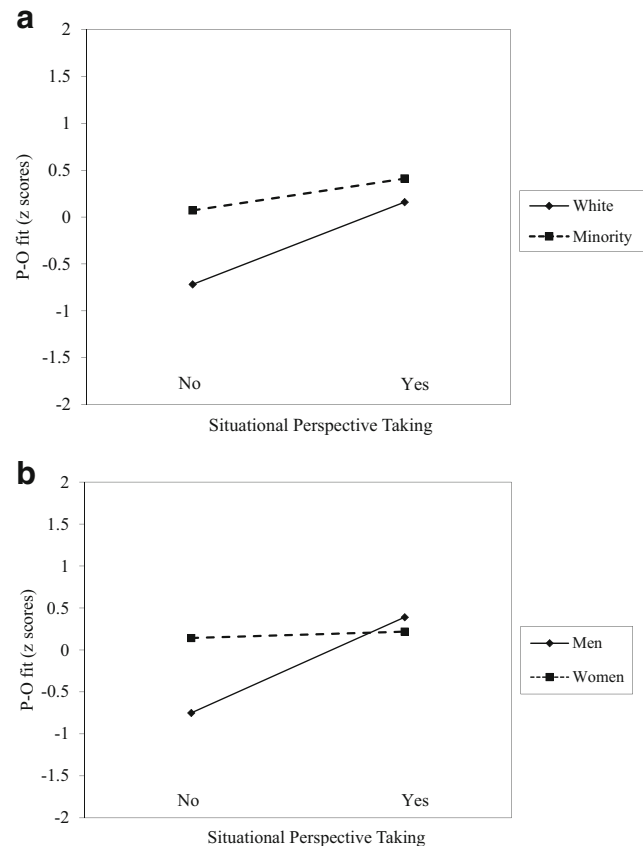 a
2
1.5
1
0.5
0
-0.5
-1
-1.5
-2
P-O fit (z scores)
No Yes
Situational Perspective Taking
White
Minority
b
2
1.5
1
0.5
0
-0.5
-1
-1.5
-2
P-O fit (z scores)
No Yes
Situational Perspective Taking
Men
Women